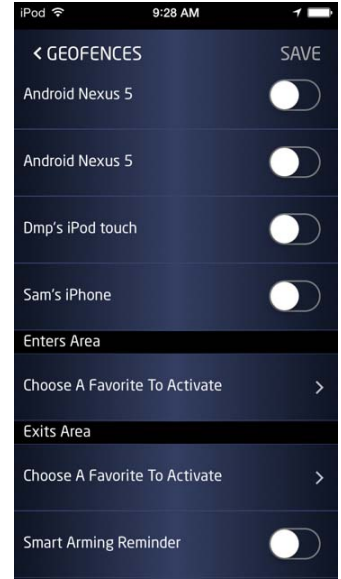 iPod 9:28 AM
< GEOFENCES SAVE
Android Nexus 5
Android Nexus 5
Dmp's iPod touch
Sam's iPhone
Enters Area
Choose A Favorite To Activate >
Exits Area
Choose A Favorite To Activate >
Smart Arming Reminder